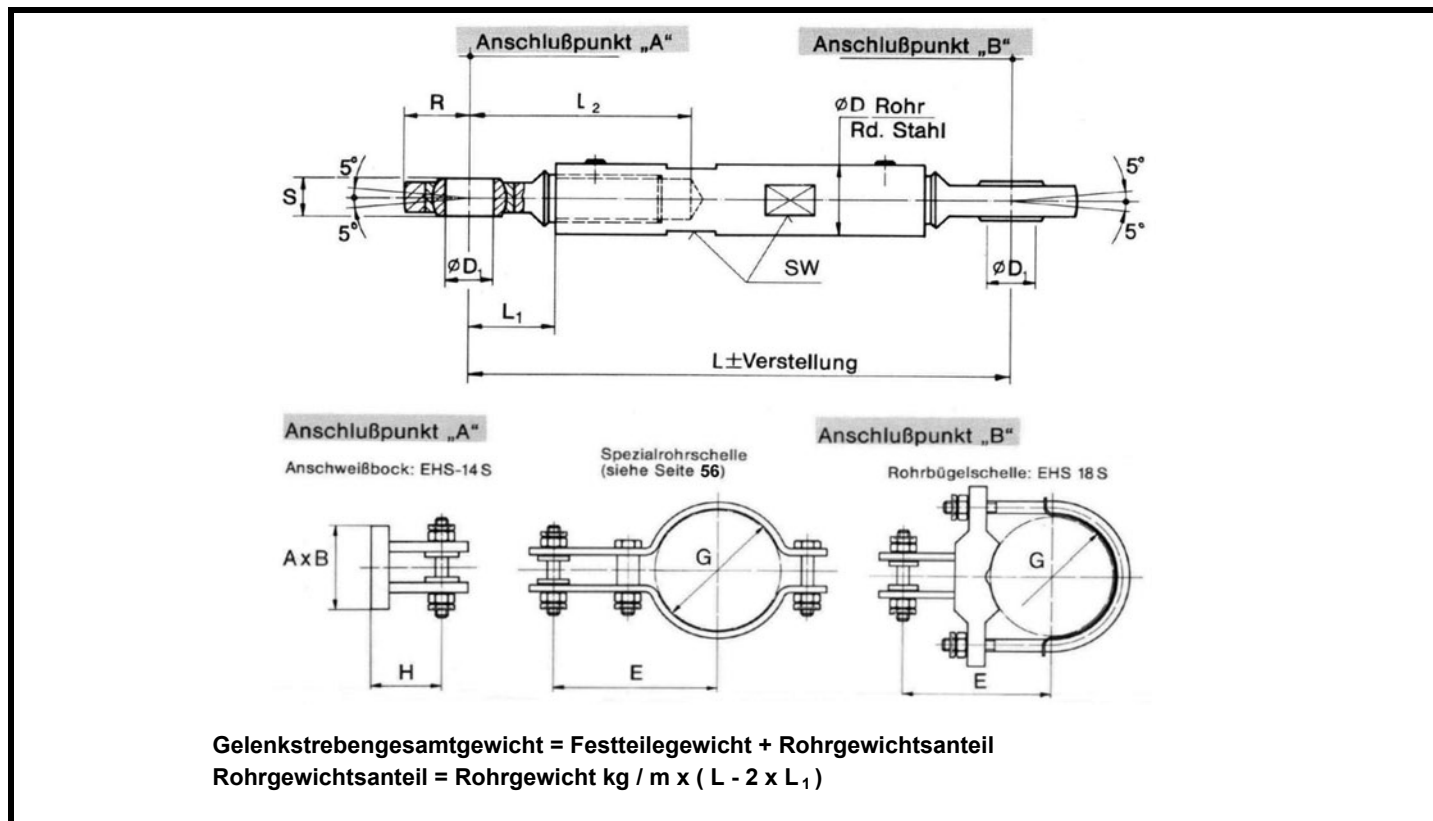 Anschlußpunkt „A“
Anschlußpunkt „B“
R
L₂
ØD Rohr
Rd. Stahl
5°
5°
S
5°
5°
SW
ØD₁
ØD₁
L₁
L±Verstellung
Anschlußpunkt „A“
Anschlußpunkt „B“
Anschweißbock: EHS-14 S
Spezialrohrschelle
(siehe Seite 56)
Rohrbügelschelle: EHS 18 S
A x B
G
G
H
E
E
Gelenkstrebengesamtgewicht = Festteilegewicht + Rohrgewichtsanteil
Rohrgewichtsanteil = Rohrgewicht kg / m x ( L - 2 x L₁ )